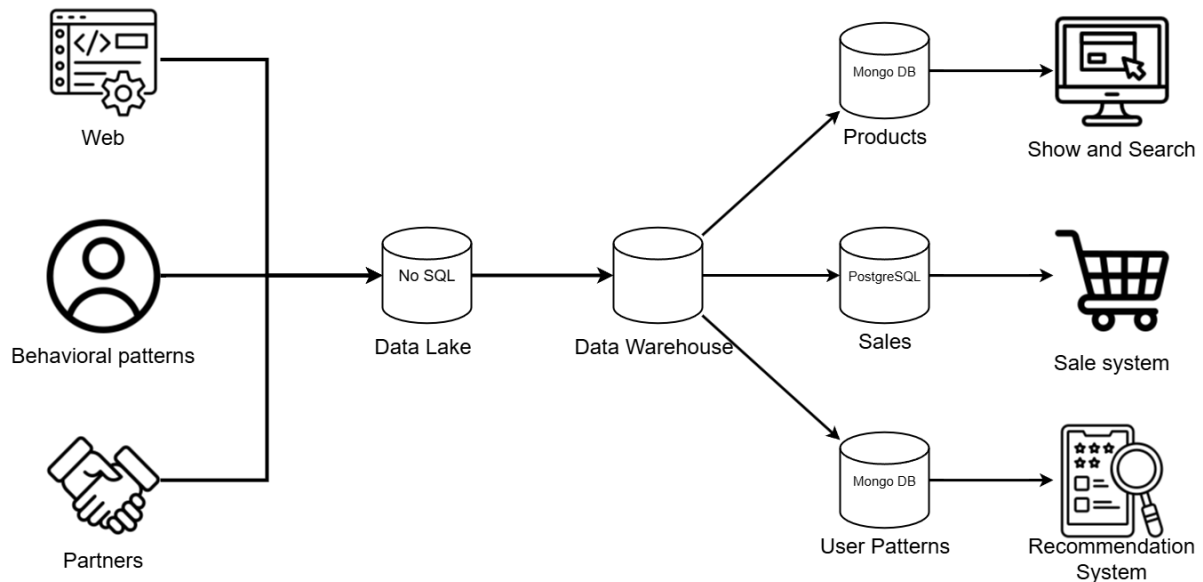 Web
Behavioral patterns
Partners
No SQL
Data Lake
Data Warehouse
Mongo DB
Products
PostgreSQL
Sales
Mongo DB
User Patterns
Show and Search
Sale system
Recommendation
System